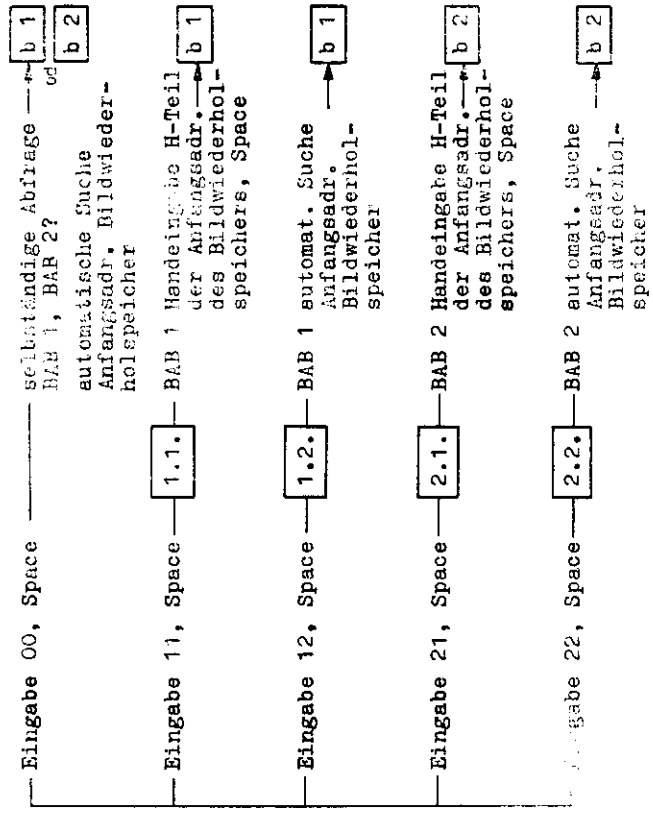 Eingabe 00, Space
selbständige Abfrage
BAB 1, BAB 2?
automatische Suche
Anfangsadr. Bildwieder-
holspeicher
b 1
od
b 2
Eingabe 11, Space
1.1.
BAB 1 Handeingabe H-Teil
der Anfangsadr.
des Bildwiederhol-
speichers, Space
b 1
Eingabe 12, Space
1.2.
BAB 1 automat. Suche
Anfangsadr.
Bildwiederhol-
speicher
b 1
Eingabe 21, Space
2.1.
BAB 2 Handeingabe H-Teil
der Anfangsadr.
des Bildwiederhol-
speichers, Space
b 2
Eingabe 22, Space
2.2.
BAB 2 automat. Suche
Anfangsadr.
Bildwiederhol-
speicher
b 2